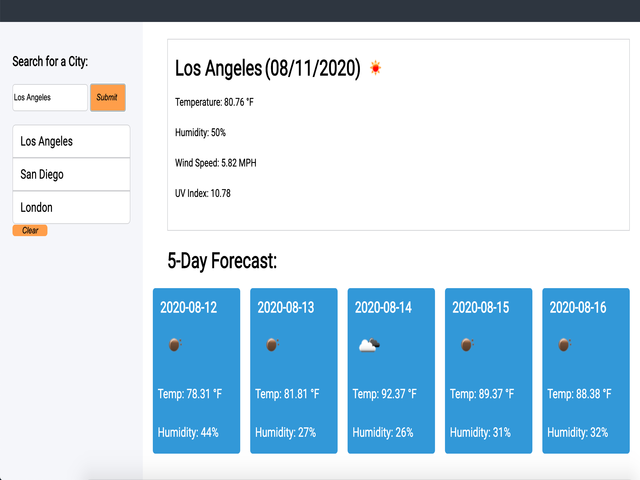 Search for a City:
Los Angeles
Submit
Los Angeles
San Diego
London
Clear
Los Angeles (08/11/2020)
Temperature: 80.76 °F
Humidity: 50%
Wind Speed: 5.82 MPH
UV Index: 10.78
5-Day Forecast:
2020-08-12
Temp: 78.31 °F
Humidity: 44%
2020-08-13
Temp: 81.81 °F
Humidity: 27%
2020-08-14
Temp: 92.37 °F
Humidity: 26%
2020-08-15
Temp: 89.37 °F
Humidity: 31%
2020-08-16
Temp: 88.38 °F
Humidity: 32%